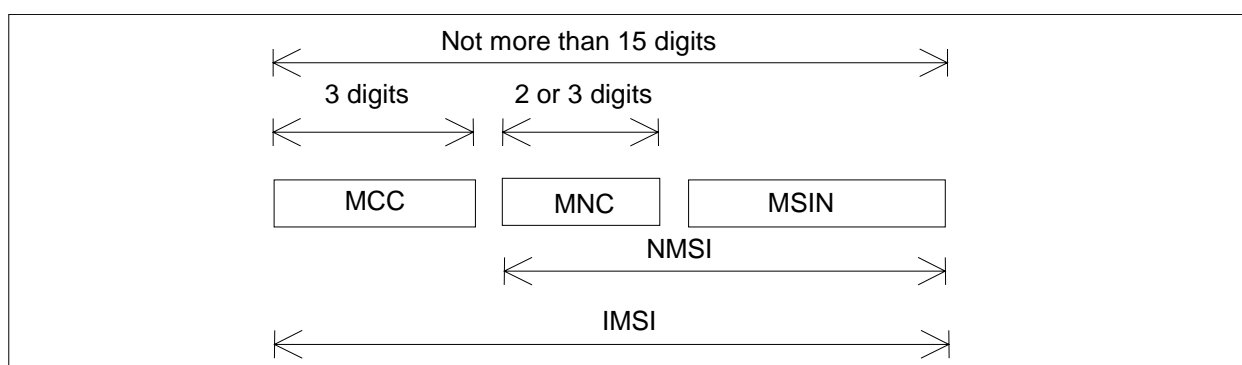 Not more than 15 digits
3 digits 2 or 3 digits
MCC MNC MSIN
NMSI
IMSI